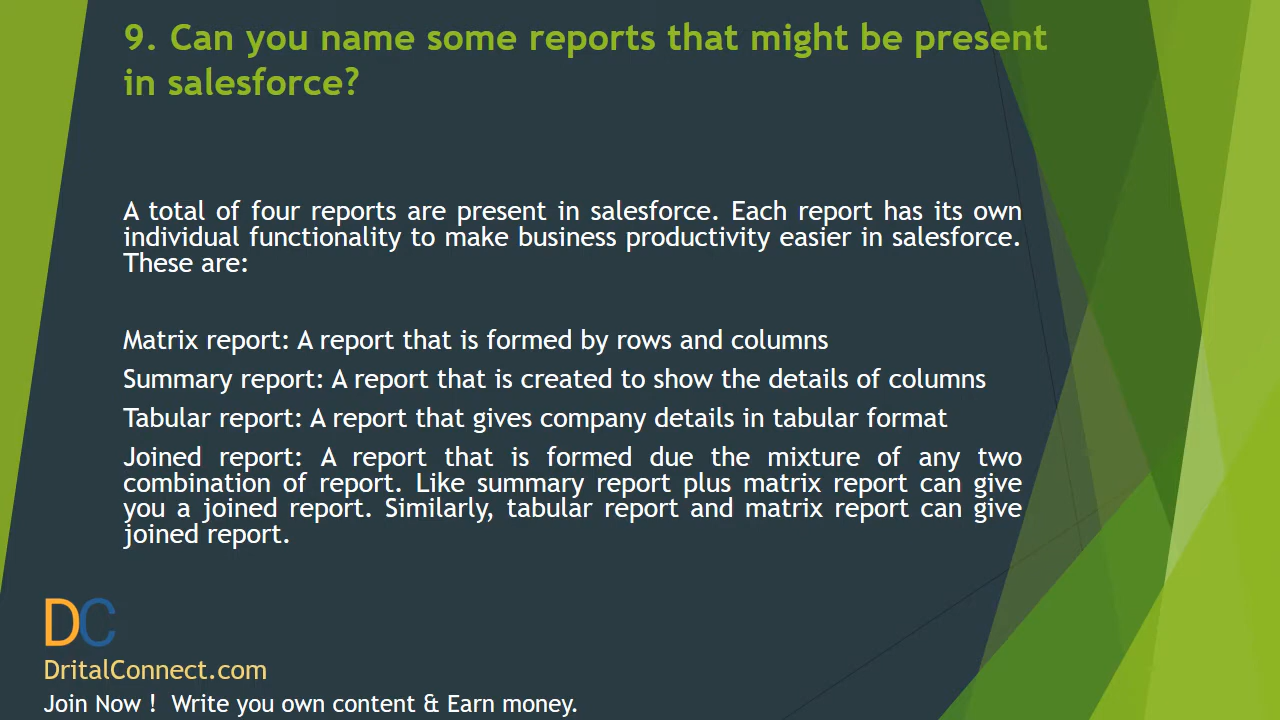 9. Can you name some reports that might be present
in salesforce?
A total of four reports are present in salesforce. Each report has its own
individual functionality to make business productivity easier in salesforce.
These are:
Matrix report: A report that is formed by rows and columns
Summary report: A report that is created to show the details of columns
Tabular report: A report that gives company details in tabular format
Joined report: A report that is formed due the mixture of any two
combination of report. Like summary report plus matrix report can give
you a joined report. Similarly, tabular report and matrix report can give
joined report.
DC
DritalConnect.com
Join Now ! Write you own content & Earn money.